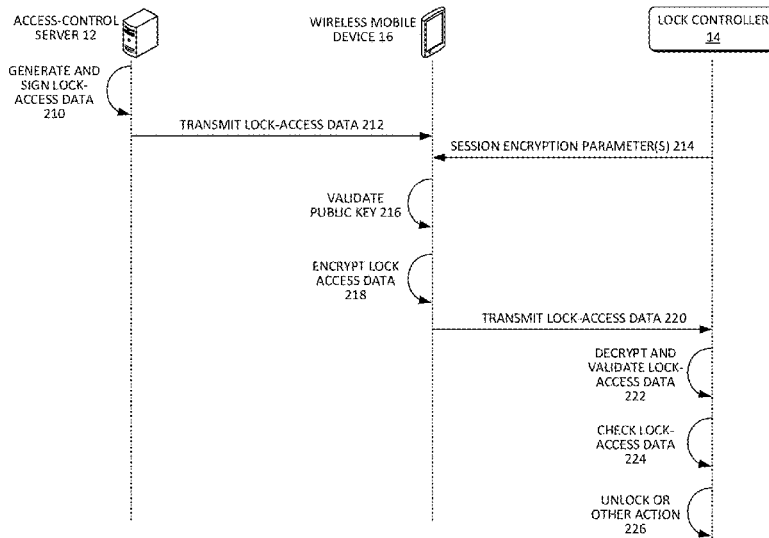 ACCESS-CONTROL
SERVER 12
WIRELESS MOBILE
DEVICE 16
LOCK CONTROLLER
14
GENERATE AND
SIGN LOCK-
ACCESS DATA
210
TRANSMIT LOCK-ACCESS DATA 212
SESSION ENCRYPTION PARAMETER(S) 214
VALIDATE
PUBLIC KEY 216
ENCRYPT LOCK
ACCESS DATA
218
TRANSMIT LOCK-ACCESS DATA 220
DECRYPT AND
VALIDATE LOCK-
ACCESS DATA
222
CHECK LOCK-
ACCESS DATA
224
UNLOCK OR
OTHER ACTION
226